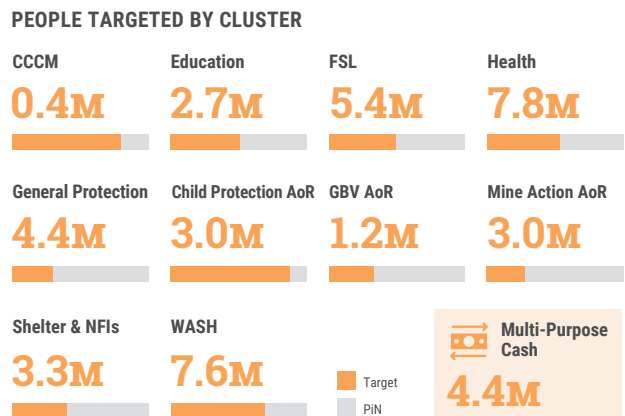 PEOPLE TARGETED BY CLUSTER
CCCM
0.4M
Education
2.7M
FSL
5.4M
Health
7.8M
General Protection
4.4M
Child Protection AoR
3.0M
GBV AoR
1.2M
Mine Action AoR
3.0M
Shelter & NFIs
3.3M
WASH
7.6M
Target
PiN
Multi-Purpose
Cash
4.4M